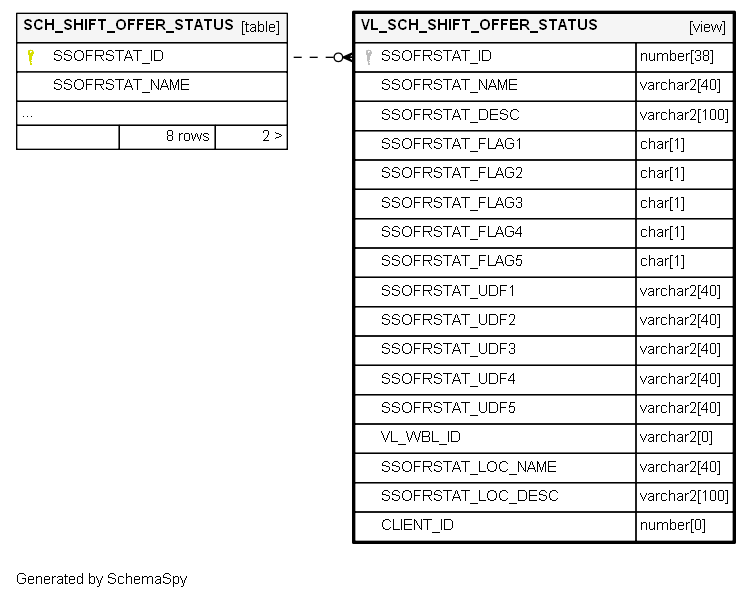 SCH_SHIFT_OFFER_STATUS [table]
SSOFRSTAT_ID
SSOFRSTAT_NAME
...
8 rows 2 >
VL_SCH_SHIFT_OFFER_STATUS [view]
SSOFRSTAT_ID number[38]
SSOFRSTAT_NAME varchar2[40]
SSOFRSTAT_DESC varchar2[100]
SSOFRSTAT_FLAG1 char[1]
SSOFRSTAT_FLAG2 char[1]
SSOFRSTAT_FLAG3 char[1]
SSOFRSTAT_FLAG4 char[1]
SSOFRSTAT_FLAG5 char[1]
SSOFRSTAT_UDF1 varchar2[40]
SSOFRSTAT_UDF2 varchar2[40]
SSOFRSTAT_UDF3 varchar2[40]
SSOFRSTAT_UDF4 varchar2[40]
SSOFRSTAT_UDF5 varchar2[40]
VL_WBL_ID varchar2[0]
SSOFRSTAT_LOC_NAME varchar2[40]
SSOFRSTAT_LOC_DESC varchar2[100]
CLIENT_ID number[0]
Generated by SchemaSpy